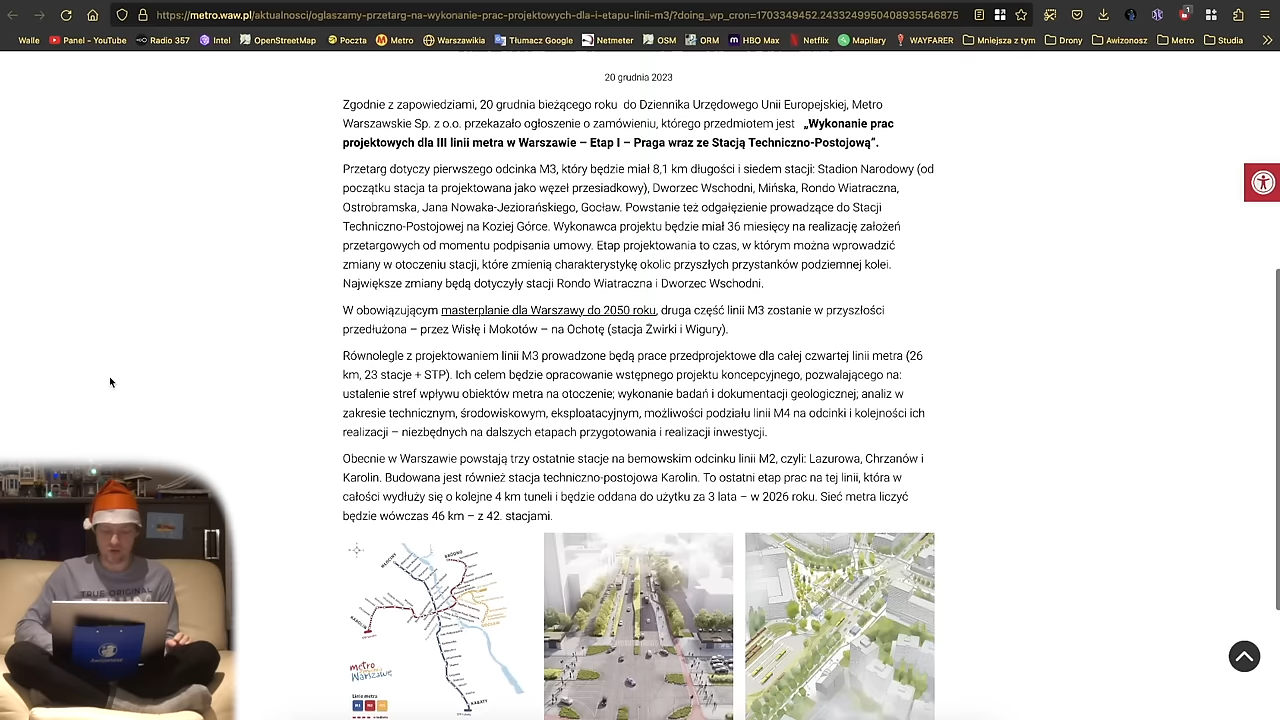 https://metro.waw.pl/aktualnosci/oglaszamy-przetarg-na-wykonanie-prac-projektowych-dla-i-etapu-linii-m3/?doing_wp_cron=1703349452.2433249950408935546875
Walle Panel - YouTube Radio 357 Intel OpenStreetMap Poczta Metro Warszawikia Tłumacz Google Netmeter OSM ORM HBO Max Netflix Mapilary WAYFARER Mniejsza z tym Drony Awizonosz Metro Studia
20 grudnia 2023
Zgodnie z zapowiedziami, 20 grudnia bieżącego roku do Dziennika Urzędowego Unii Europejskiej, Metro
Warszawskie Sp. z o.o. przekazało ogłoszenie o zamówieniu, którego przedmiotem jest „Wykonanie prac
projektowych dla III linii metra w Warszawie – Etap I – Praga wraz ze Stacją Techniczno-Postojową”.
Przetarg dotyczy pierwszego odcinka M3, który będzie miał 8,1 km długości i siedem stacji: Stadion Narodowy (od
początku stacja ta projektowana jako węzeł przesiadkowy), Dworzec Wschodni, Mińska, Rondo Wiatraczna,
Ostrobramska, Jana Nowaka-Jeziorańskiego, Gocław. Powstanie też odgałęzienie prowadzące do Stacji
Techniczno-Postojowej na Koziej Górce. Wykonawca projektu będzie miał 36 miesięcy na realizację założeń
przetargowych od momentu podpisania umowy. Etap projektowania to czas, w którym można wprowadzić
zmiany w otoczeniu stacji, które zmienią charakterystykę okolic przyszłych przystanków podziemnej kolei.
Największe zmiany będą dotyczyły stacji Rondo Wiatraczna i Dworzec Wschodni.
W obowiązującym masterplanie dla Warszawy do 2050 roku, druga część linii M3 zostanie w przyszłości
przedłużona – przez Wisłę i Mokotów – na Ochotę (stacja Żwirki i Wigury).
Równolegle z projektowaniem linii M3 prowadzone będą prace przedprojektowe dla całej czwartej linii metra (26
km, 23 stacje + STP). Ich celem będzie opracowanie wstępnego projektu koncepcyjnego, pozwalającego na:
ustalenie stref wpływu obiektów metra na otoczenie; wykonanie badań i dokumentacji geologicznej; analiz w
zakresie technicznym, środowiskowym, eksploatacyjnym, możliwości podziału linii M4 na odcinki i kolejności ich
realizacji – niezbędnych na dalszych etapach przygotowania i realizacji inwestycji.
Obecnie w Warszawie powstają trzy ostatnie stacje na bemowskim odcinku linii M2, czyli: Lazurowa, Chrzanów i
Karolin. Budowana jest również stacja techniczno-postojowa Karolin. To ostatni etap prac na tej linii, która w
całości wydłuży się o kolejne 4 km tuneli i będzie oddana do użytku za 3 lata – w 2026 roku. Sieć metra liczyć
będzie wówczas 46 km – z 42. stacjami.
MŁOCINY
BRÓDNO
KAROLIN
GOCŁAW
metro
Warszawie
Linie metra
M1 M2 M3
KABATY
TRUE ORIGINAL
Awizonosz